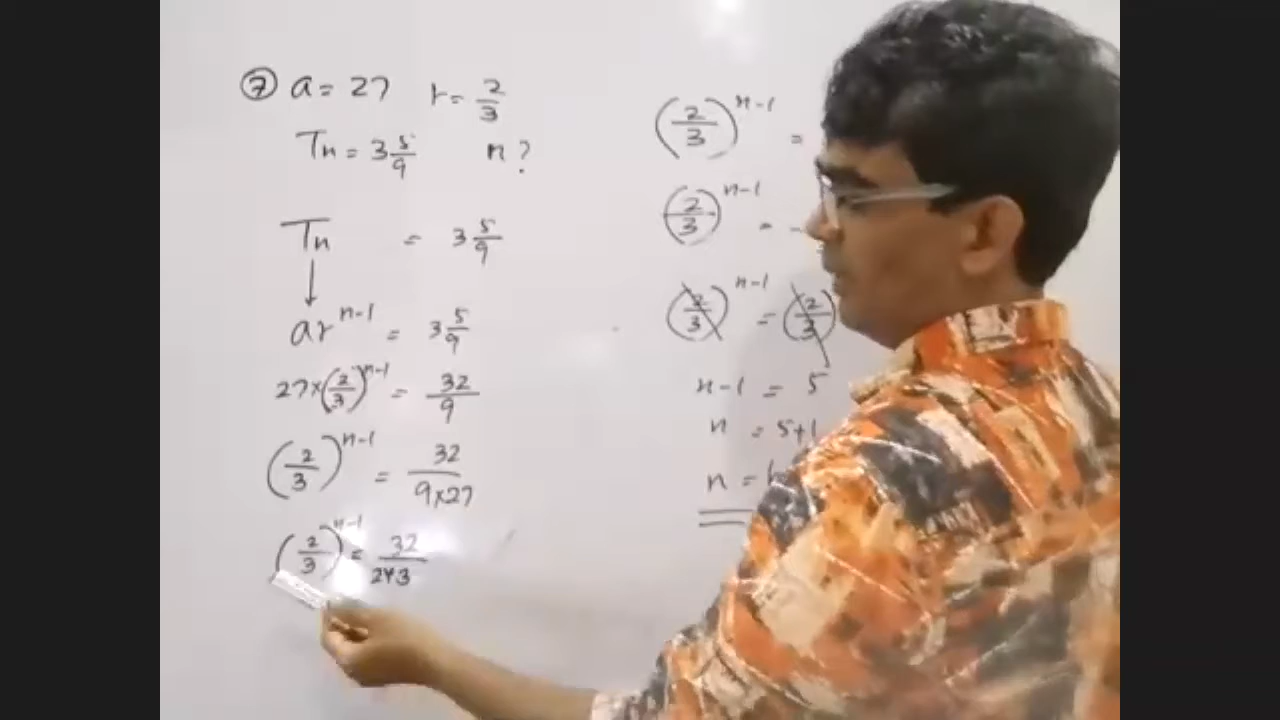 ⑦ a = 27 r = 2/3
Tn = 3 5/9 n ?
Tn = 3 5/9
↓
ar^(n-1) = 3 5/9
27×(2/3)^(n-1) = 32/9
(2/3)^(n-1) = 32/(9×27)
(2/3)^(n-1) = 32/243
(2/3)^(n-1) =
(2/3)^(n-1) =
(2/3)^(n-1) = (2/3)
n-1 = 5
n = 5+1
n =